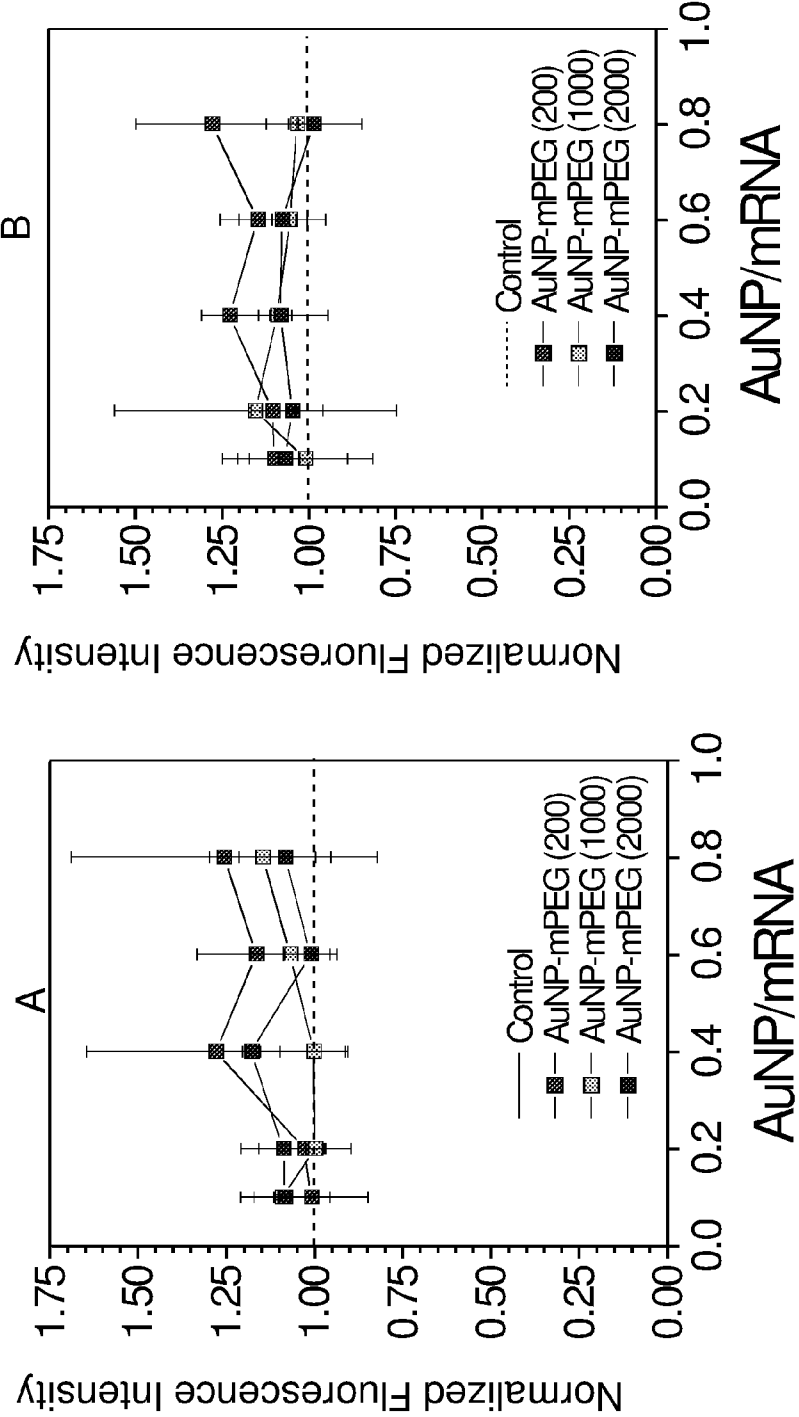 A
Normalized Fluorescence Intensity
1.75
1.50
1.25
1.00
0.75
0.50
0.25
0.00
Control
AuNP-mPEG (200)
AuNP-mPEG (1000)
AuNP-mPEG (2000)
0.0 0.2 0.4 0.6 0.8 1.0
AuNP/mRNA
B
Normalized Fluorescence Intensity
1.75
1.50
1.25
1.00
0.75
0.50
0.25
0.00
Control
AuNP-mPEG (200)
AuNP-mPEG (1000)
AuNP-mPEG (2000)
0.0 0.2 0.4 0.6 0.8 1.0
AuNP/mRNA